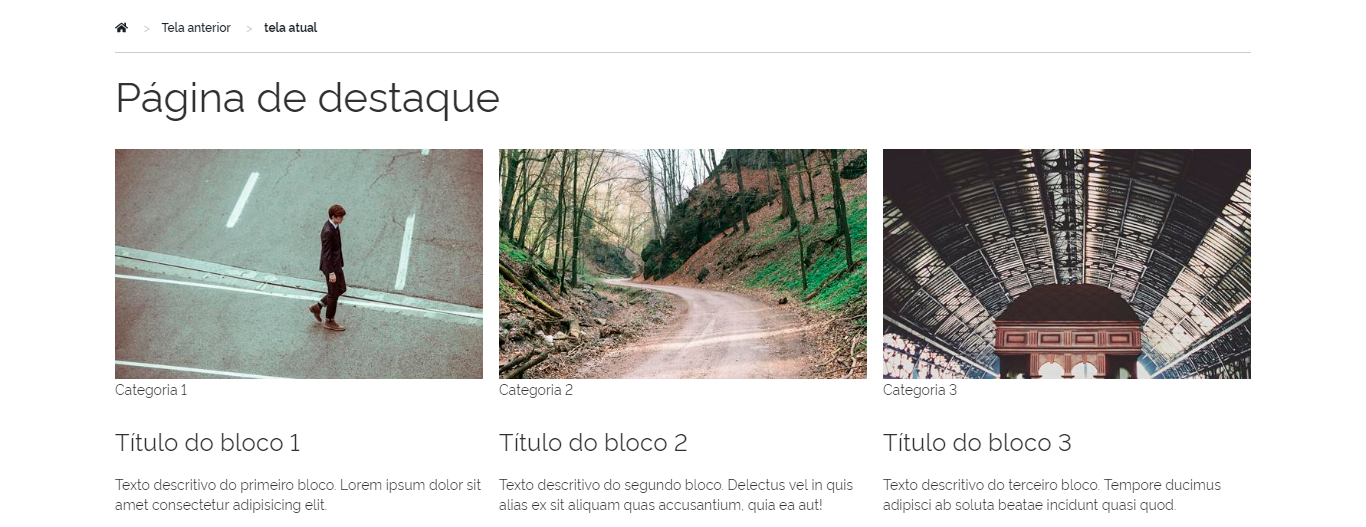 > Tela anterior > tela atual
Página de destaque
Categoria 1
Título do bloco 1
Texto descritivo do primeiro bloco. Lorem ipsum dolor sit
amet consectetur adipisicing elit.
Categoria 2
Título do bloco 2
Texto descritivo do segundo bloco. Delectus vel in quis
alias ex sit aliquam quas accusantium, quia ea aut!
Categoria 3
Título do bloco 3
Texto descritivo do terceiro bloco. Tempore ducimus
adipisci ab soluta beatae incidunt quasi quod.